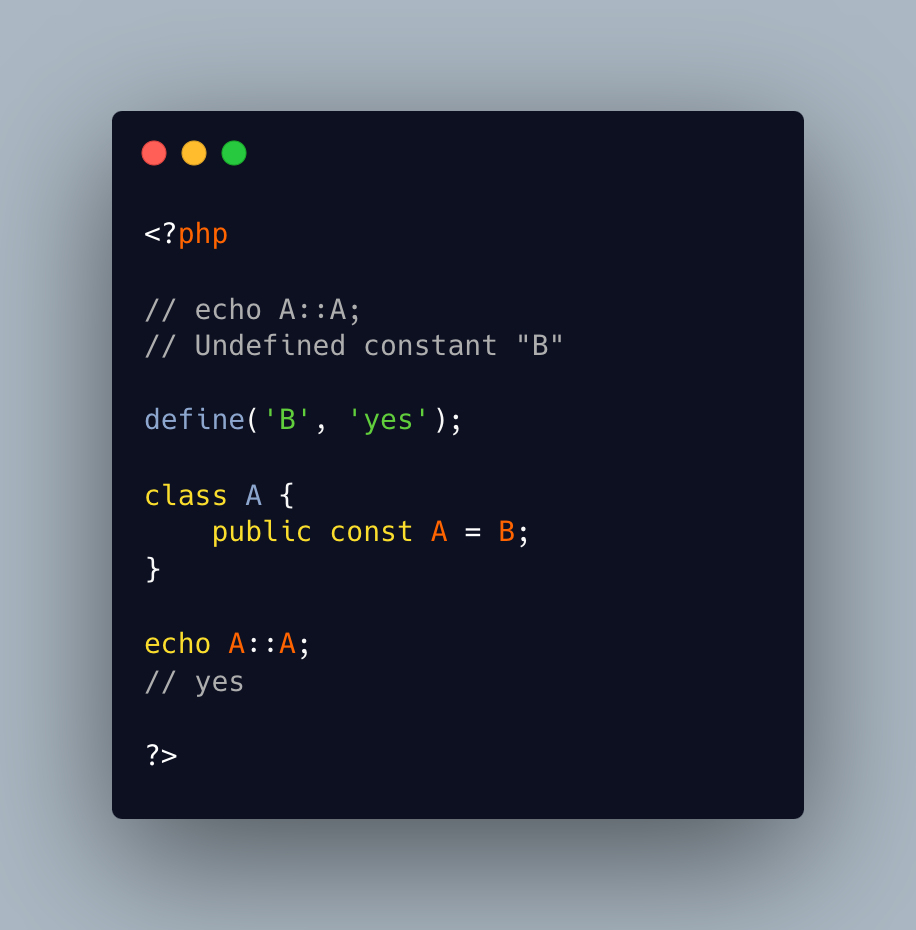 <?php
// echo A::A;
// Undefined constant "B"
define('B', 'yes');
class A {
    public const A = B;
}
echo A::A;
// yes
?>